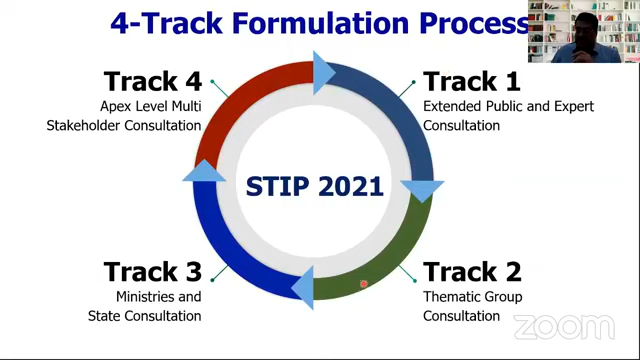 4-Track Formulation Process
Track 4
Apex Level Multi
Stakeholder Consultation
Track 1
Extended Public and Expert
Consultation
STIP 2021
Track 3
Ministries and
State Consultation
Track 2
Thematic Group
Consultation
zoom